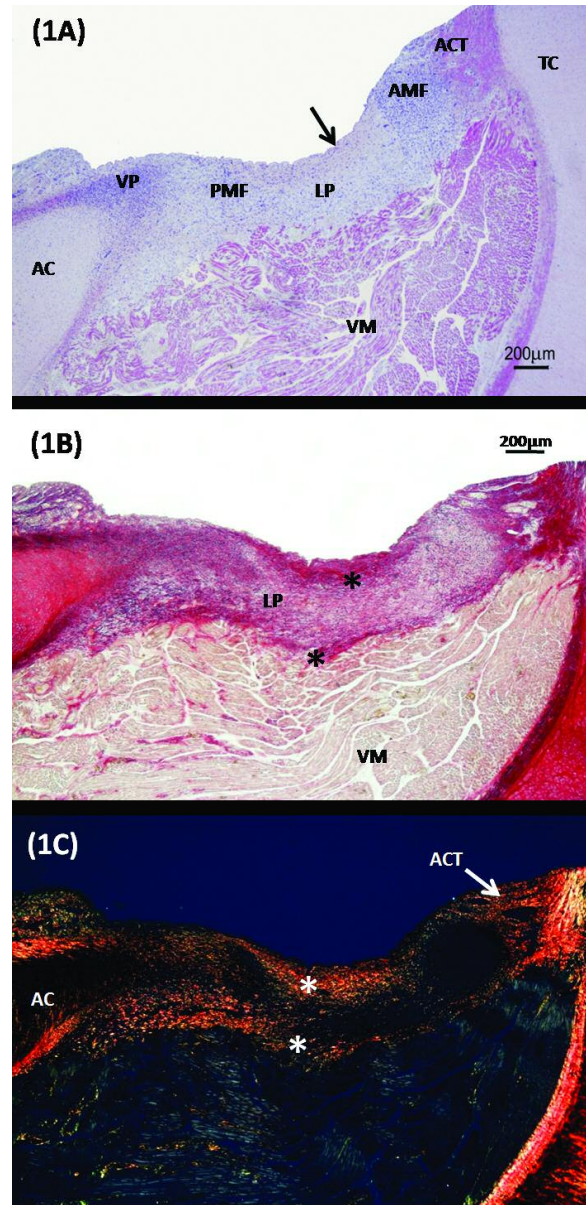 (1A)
ACT
TC
AMF
VP
PMF
LP
AC
VM
200µm
(1B)
200µm
*
LP
*
VM
(1C)
ACT
AC
*
*